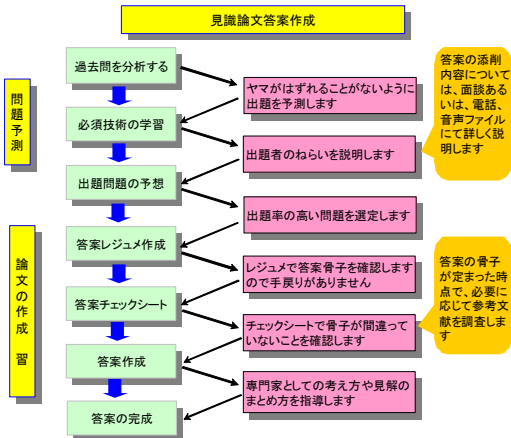 見識論文答案作成
問題予測
過去問を分析する
ヤマがはずれることがないように
出題を予測します
必須技術の学習
出題者のねらいを説明します
出題問題の予想
出題率の高い問題を選定します
答案の添削
内容について
は、面談ある
いは、電話、
音声ファイル
にて詳しく説
明します
論文の作成　習
答案レジュメ作成
レジュメで答案骨子を確認します
ので手戻りがありません
答案チェックシート
チェックシートで骨子が間違って
いないことを確認します
答案作成
専門家としての考え方や見解の
まとめ方を指導します
答案の完成
答案の骨子
が定まった時
点で、必要に
応じて参考文
献を調査しま
す